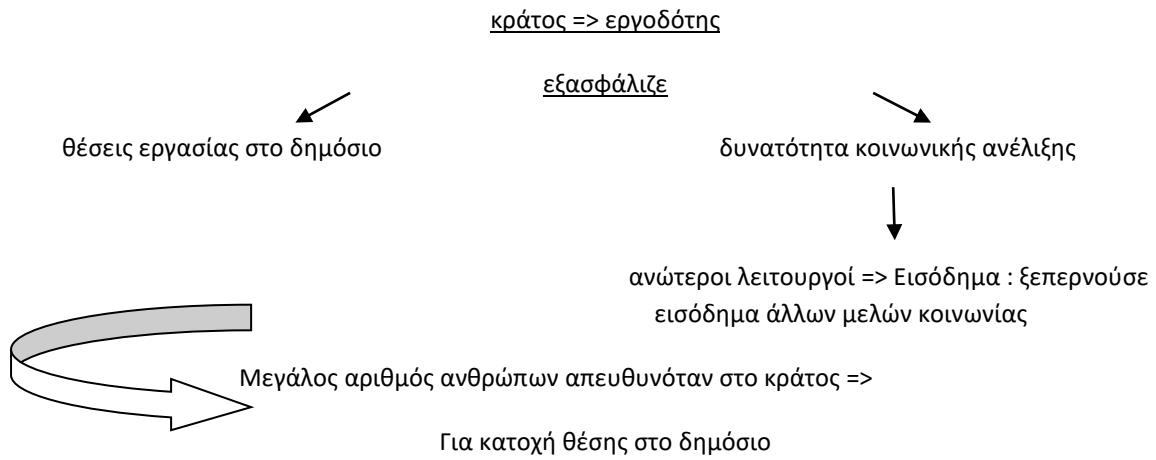 κράτος => εργοδότης
εξασφάλιζε
θέσεις εργασίας στο δημόσιο
δυνατότητα κοινωνικής ανέλιξης
ανώτεροι λειτουργοί => Εισόδημα : ξεπερνούσε
εισόδημα άλλων μελών κοινωνίας
Μεγάλος αριθμός ανθρώπων απευθυνόταν στο κράτος =>
Για κατοχή θέσης στο δημόσιο